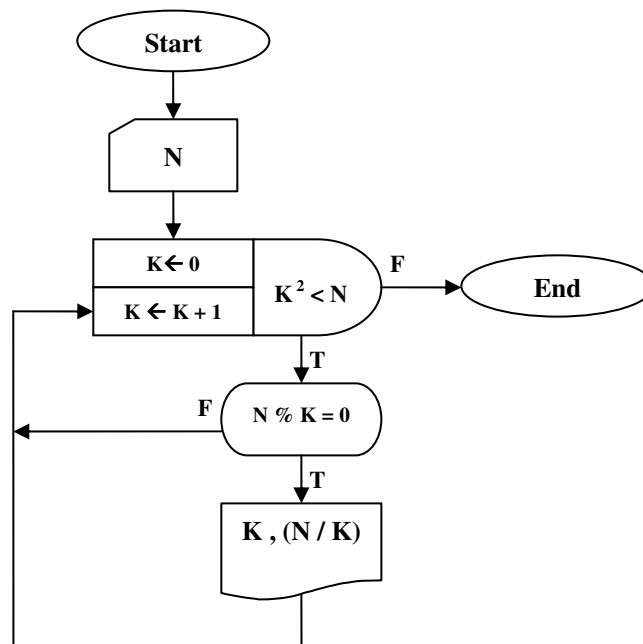 Start
N
K ← 0
K ← K + 1
K² < N
F
End
T
N % K = 0
F
T
K , (N / K)